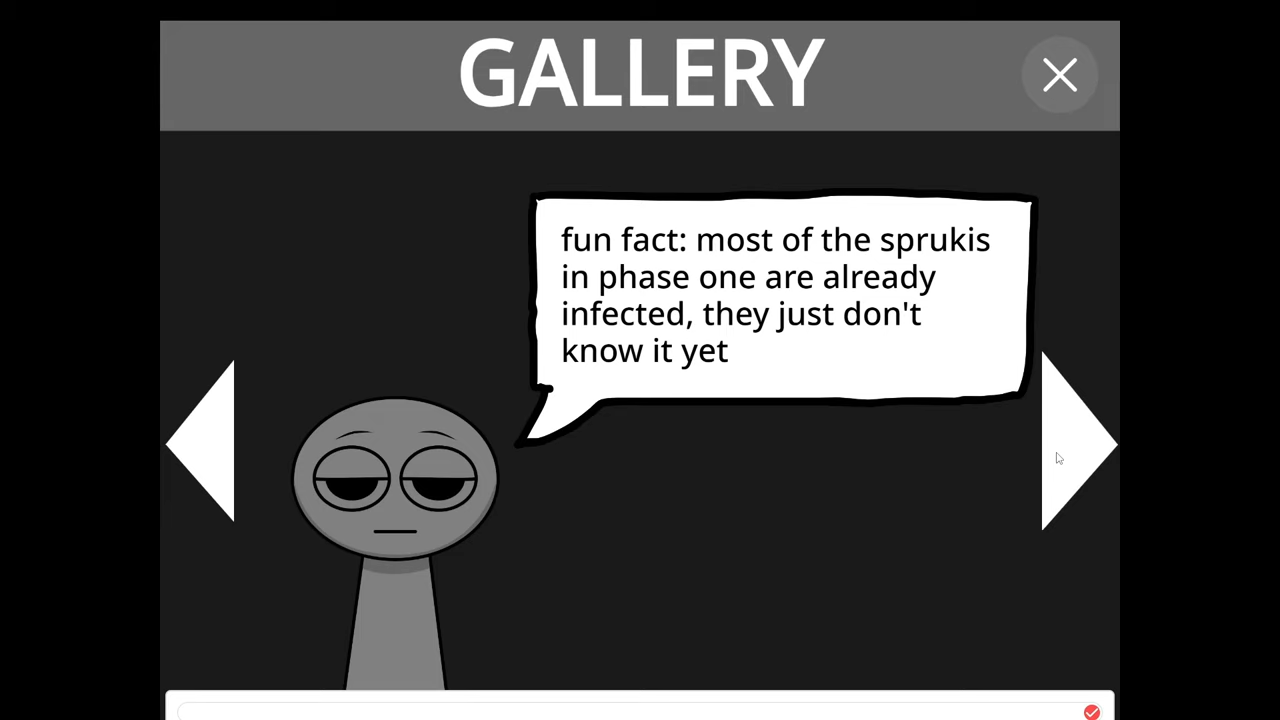 GALLERY
fun fact: most of the sprukis
in phase one are already
infected, they just don't
know it yet